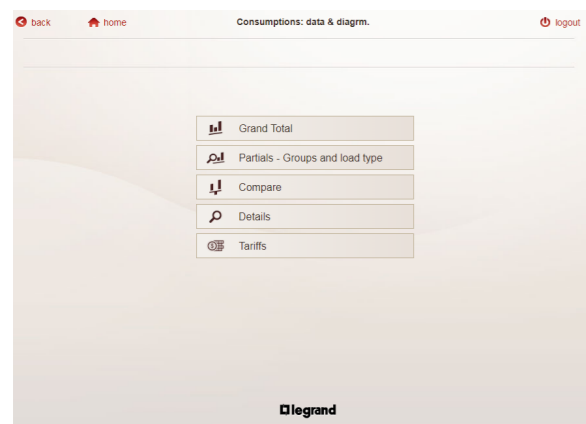 back home Consumptions: data & diagrm. logout
Grand Total
Partials - Groups and load type
Compare
Details
Tariffs
legrand